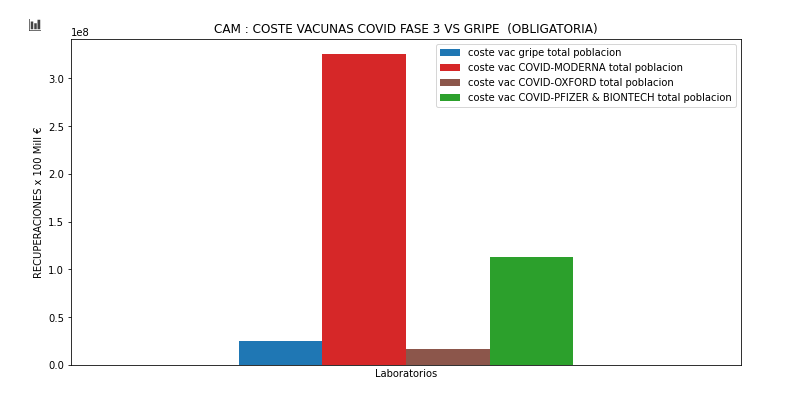 CAM : COSTE VACUNAS COVID FASE 3 VS GRIPE (OBLIGATORIA)
1e8
coste vac gripe total poblacion
coste vac COVID-MODERNA total poblacion
coste vac COVID-OXFORD total poblacion
coste vac COVID-PFIZER & BIONTECH total poblacion
RECUPERACIONES x 100 Mill €
3.0
2.5
2.0
1.5
1.0
0.5
0.0
Laboratorios